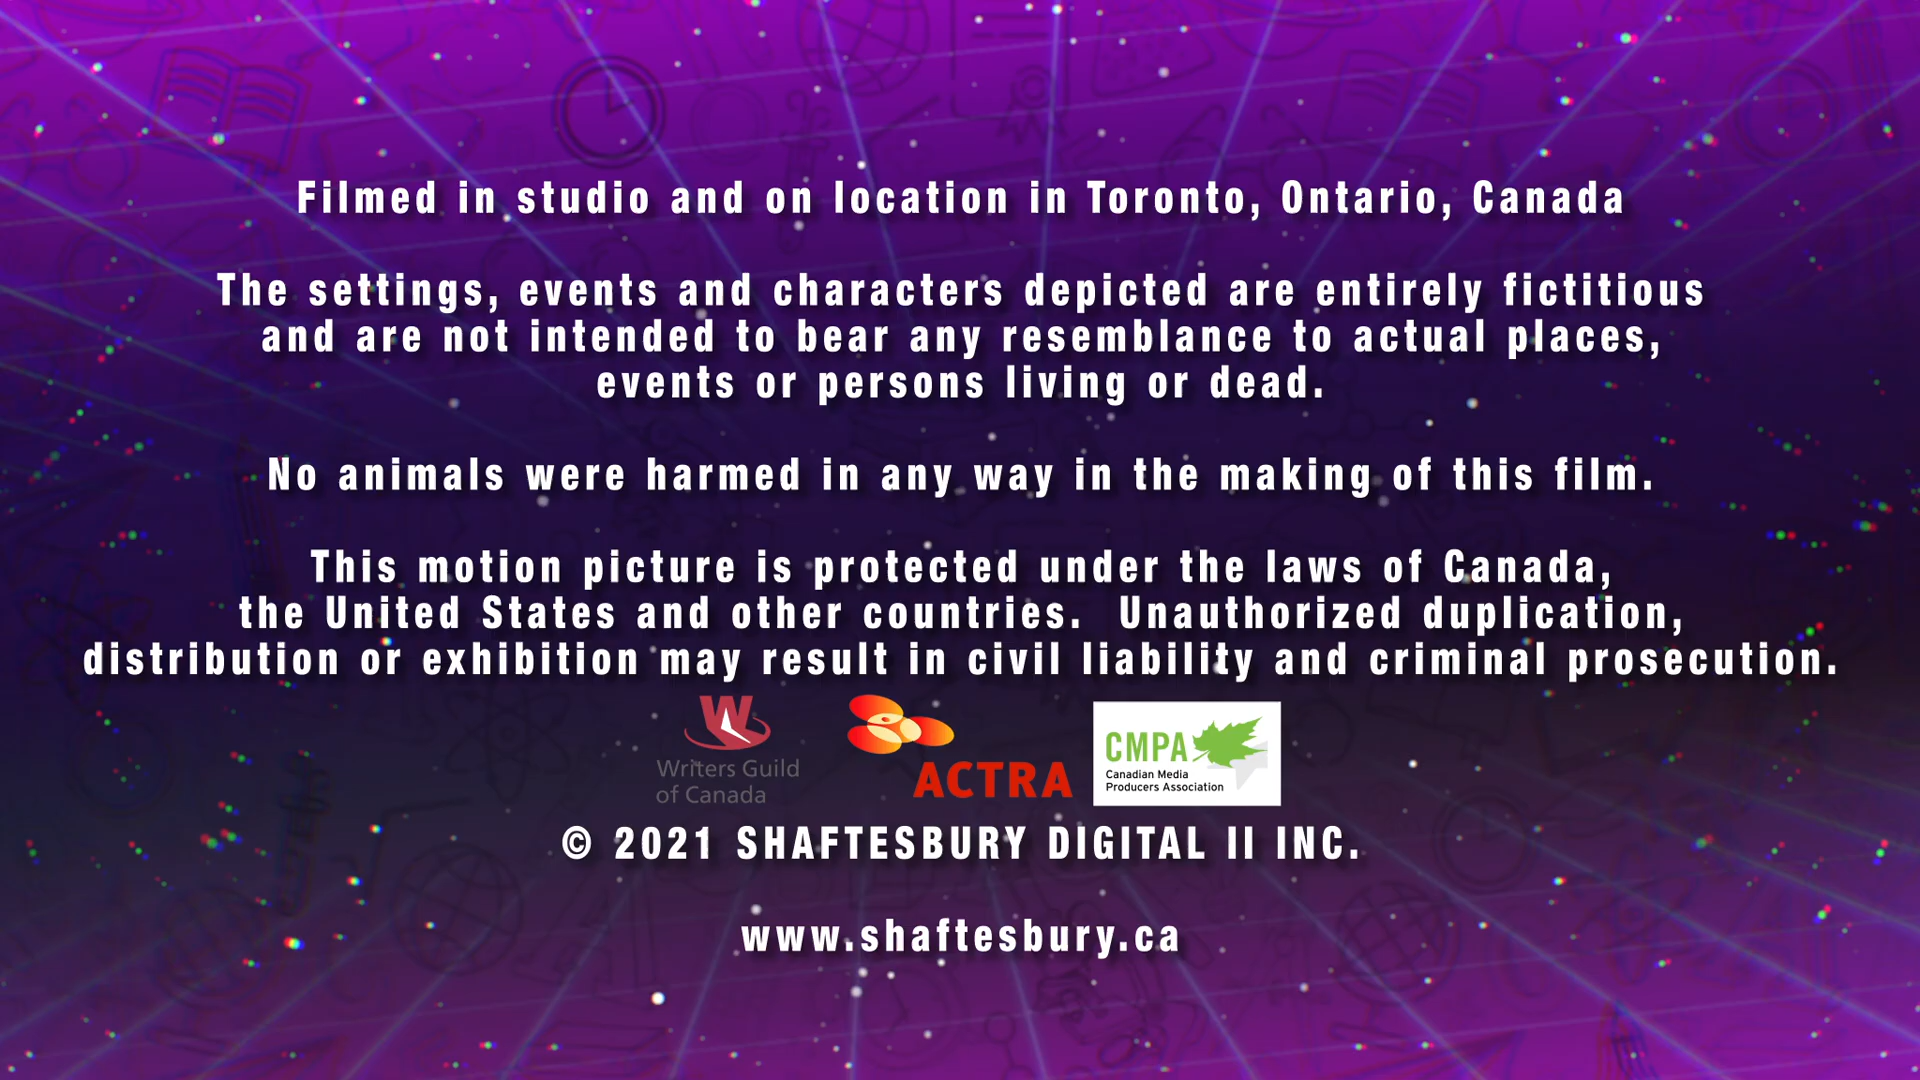 Filmed in studio and on location in Toronto, Ontario, Canada
The settings, events and characters depicted are entirely fictitious
and are not intended to bear any resemblance to actual places,
events or persons living or dead.
No animals were harmed in any way in the making of this film.
This motion picture is protected under the laws of Canada,
the United States and other countries.  Unauthorized duplication,
distribution or exhibition may result in civil liability and criminal prosecution.
W
Writers Guild
of Canada
ACTRA
CMPA
Canadian Media
Producers Association
© 2021 SHAFTESBURY DIGITAL II INC.
www.shaftesbury.ca